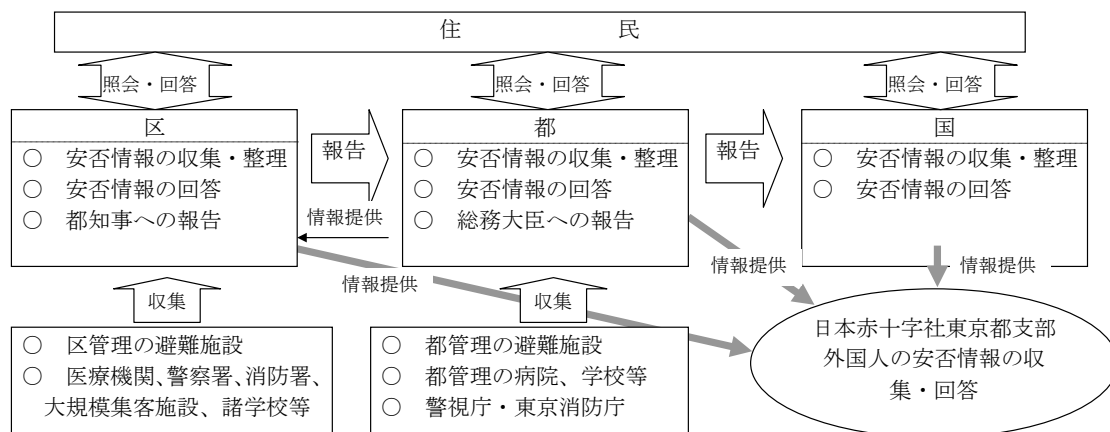 住　　　　　　民
照会・回答
照会・回答
照会・回答
区
○　安否情報の収集・整理
○　安否情報の回答
○　都知事への報告
報告
都
○　安否情報の収集・整理
○　安否情報の回答
○　総務大臣への報告
報告
国
○　安否情報の収集・整理
○　安否情報の回答
情報提供
情報提供
情報提供
情報提供
収集
収集
○　区管理の避難施設
○　医療機関、警察署、消防署、
大規模集客施設、諸学校等
○　都管理の避難施設
○　都管理の病院、学校等
○　警視庁・東京消防庁
日本赤十字社東京都支部
外国人の安否情報の収
集・回答